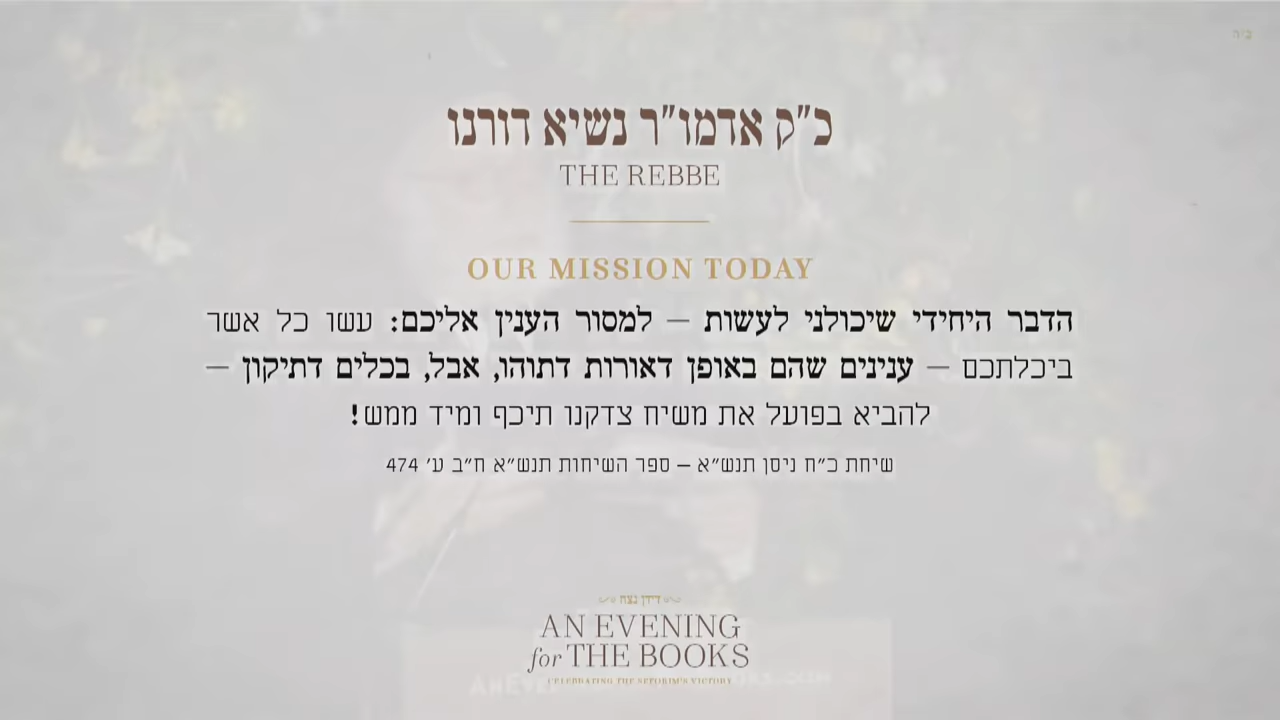 ב"ה
כ"ק אדמו"ר נשיא דורנו
THE REBBE
OUR MISSION TODAY
הדבר היחידי שיכולני לעשות — למסור הענין אליכם: עשו כל אשר
ביכלתכם — ענינים שהם באופן דאורות דתוהו, אבל, בכלים דתיקון —
להביא בפועל את משיח צדקנו תיכף ומיד ממש!
שיחת כ"ח ניסן תנש"א – ספר השיחות תנש"א ח"ב ע' 474
דידן נצח
AN EVENING
for THE BOOKS
CELEBRATING THE SEFORIM'S VICTORY